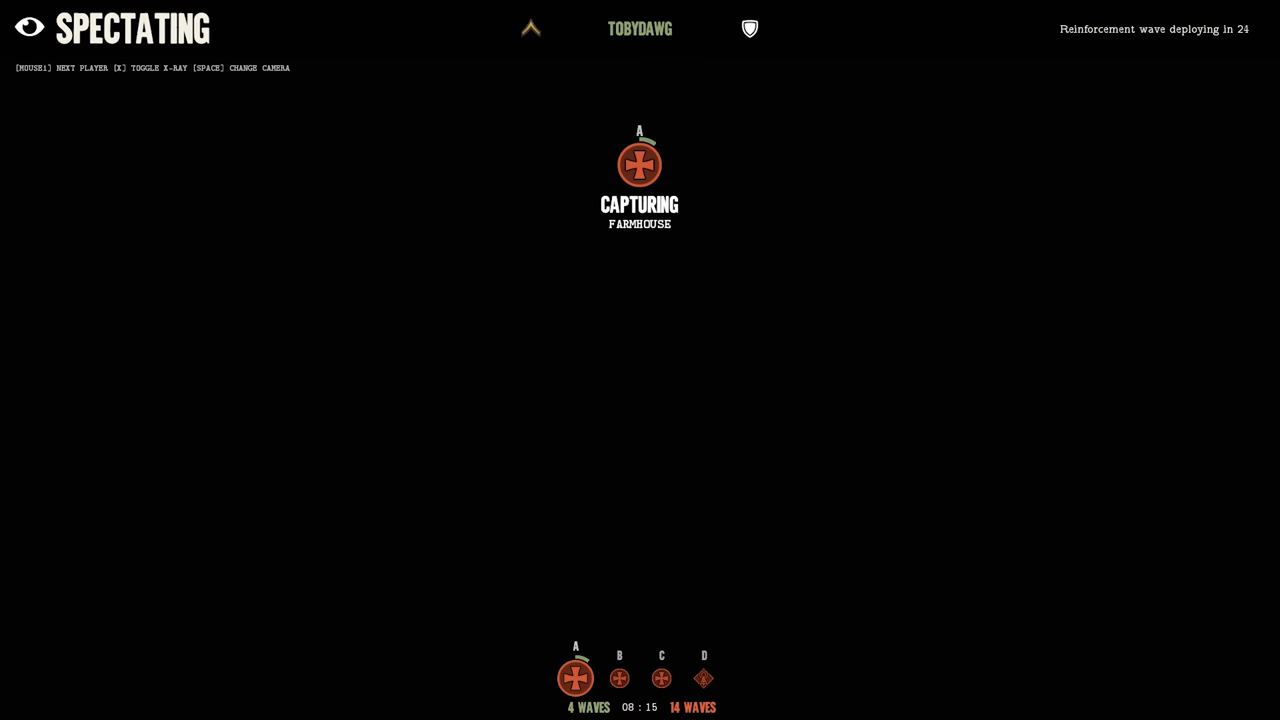 SPECTATING
TOBYDAWG
Reinforcement wave deploying in 24
[MOUSE1] NEXT PLAYER [X] TOGGLE X-RAY [SPACE] CHANGE CAMERA
A
CAPTURING
FARMHOUSE
A B C D
4 WAVES 08 : 15 14 WAVES